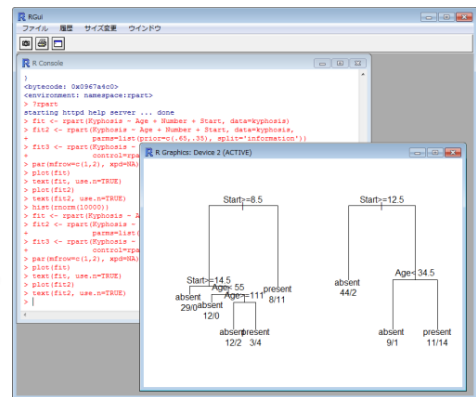 RGui
ファイル 履歴 サイズ変更 ウインドウ
R Console
}
<bytecode: 0x0967a4c0>
<environment: namespace:rpart>
> ?rpart
starting httpd help server ... done
> fit <- rpart(Kyphosis ~ Age + Number + Start, data=kyphosis)
> fit2 <- rpart(Kyphosis ~ Age + Number + Start, data=kyphosis,
+ parms=list(prior=c(.65,.35), split='information'))
> fit3 <- rpart(Kyphosis ~
+ control=rpa
> par(mfrow=c(1,2), xpd=NA)
> plot(fit)
> text(fit, use.n=TRUE)
> plot(fit2)
> text(fit2, use.n=TRUE)
> hist(rnorm(10000))
> fit <- rpart(Kyphosis ~ A
> fit2 <- rpart(Kyphosis ~
+ parms=list(
> fit3 <- rpart(Kyphosis ~
+ control=rpa
> par(mfrow=c(1,2), xpd=NA)
> plot(fit)
> text(fit, use.n=TRUE)
> plot(fit2)
> text(fit2, use.n=TRUE)
> |
R Graphics: Device 2 (ACTIVE)
Start>=8.5
Start>=14.5
Age< 55
Age>=111
absent
29/0
absent
12/0
absent
12/2
present
3/4
present
8/11
Start>=12.5
absent
44/2
Age< 34.5
absent
9/1
present
11/14